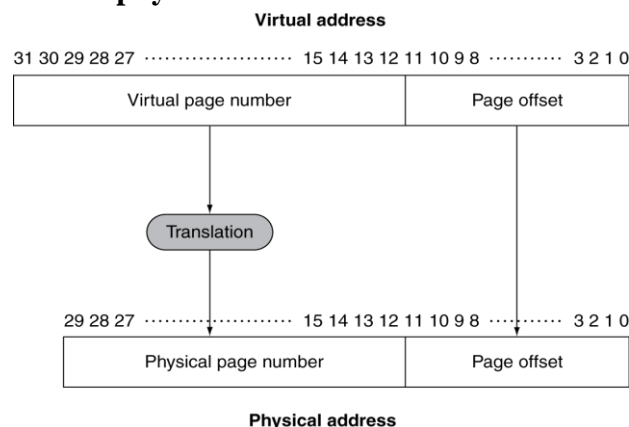 Virtual address
31 30 29 28 27 ······················ 15 14 13 12 11 10 9 8 ·········· 3 2 1 0
Virtual page number Page offset
Translation
29 28 27 ················ 15 14 13 12 11 10 9 8 ·········· 3 2 1 0
Physical page number Page offset
Physical address